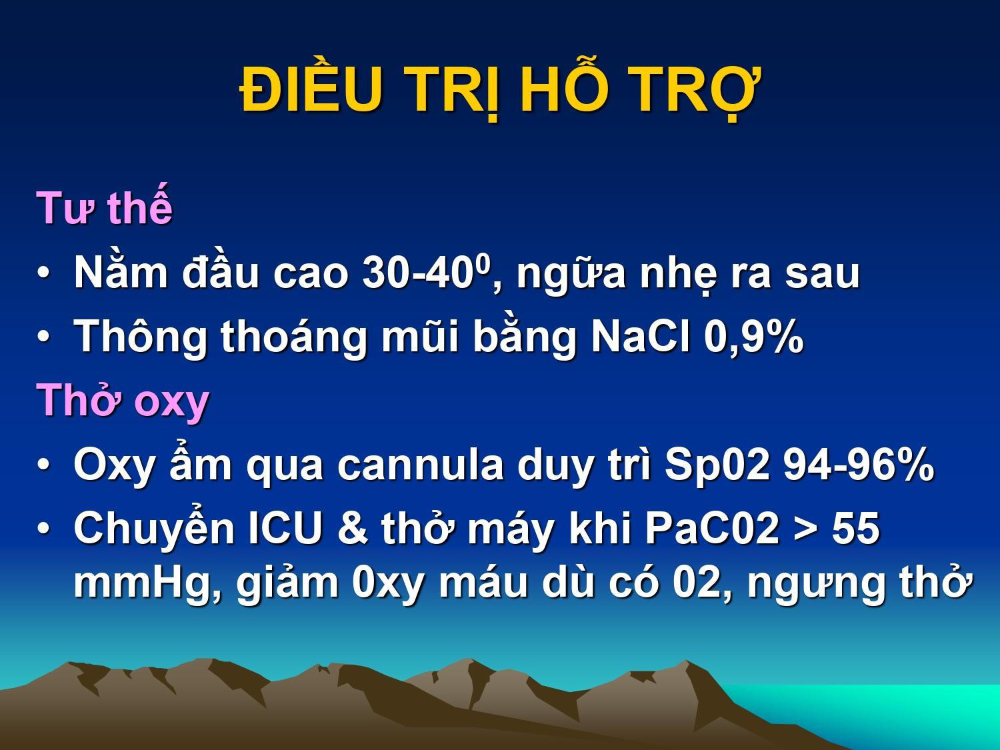 ĐIỀU TRỊ HỖ TRỢ
Tư thế
• Nằm đầu cao 30-40⁰, ngữa nhẹ ra sau
• Thông thoáng mũi bằng NaCl 0,9%
Thở oxy
• Oxy ẩm qua cannula duy trì Sp02 94-96%
• Chuyển ICU & thở máy khi PaC02 > 55
mmHg, giảm 0xy máu dù có 02, ngưng thở